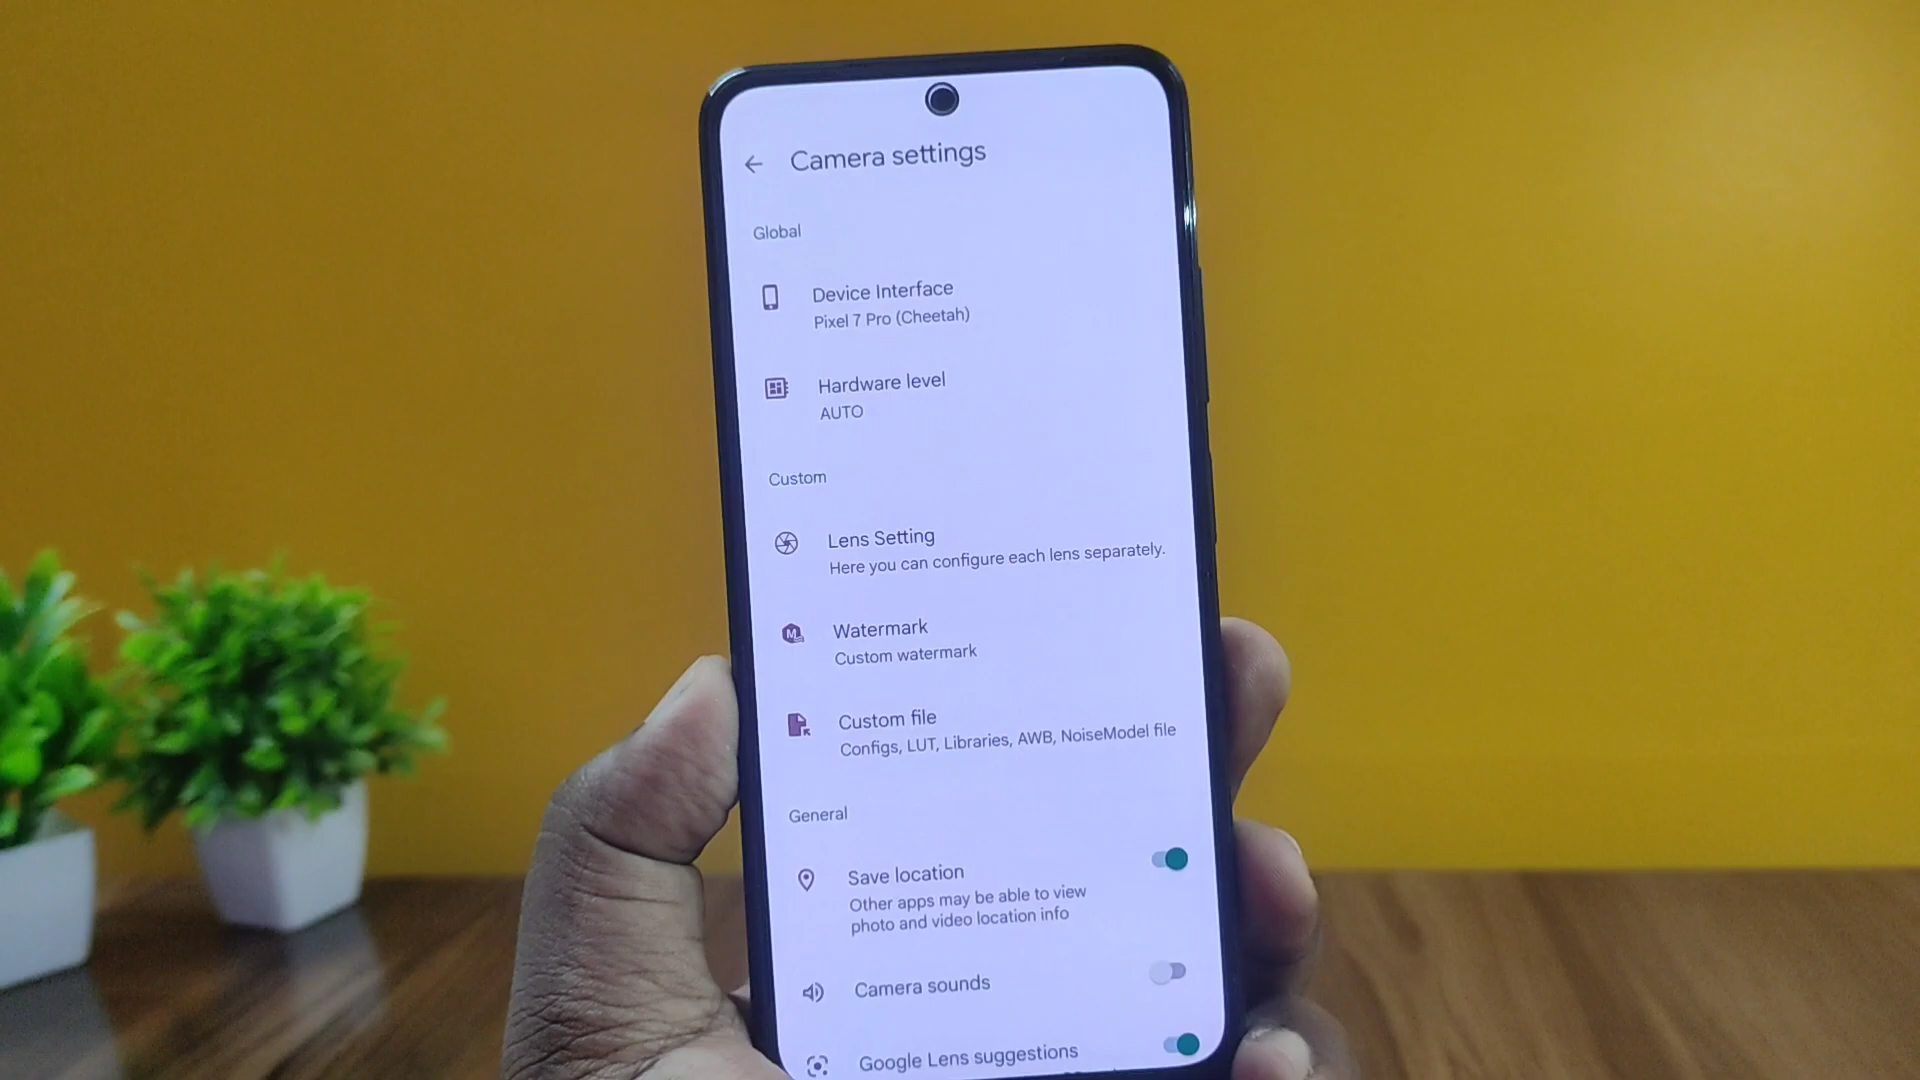 Camera settings
Global
Device Interface
Pixel 7 Pro (Cheetah)
Hardware level
AUTO
Custom
Lens Setting
Here you can configure each lens separately.
Watermark
Custom watermark
Custom file
Configs, LUT, Libraries, AWB, NoiseModel file
General
Save location
Other apps may be able to view
photo and video location info
Camera sounds
Google Lens suggestions